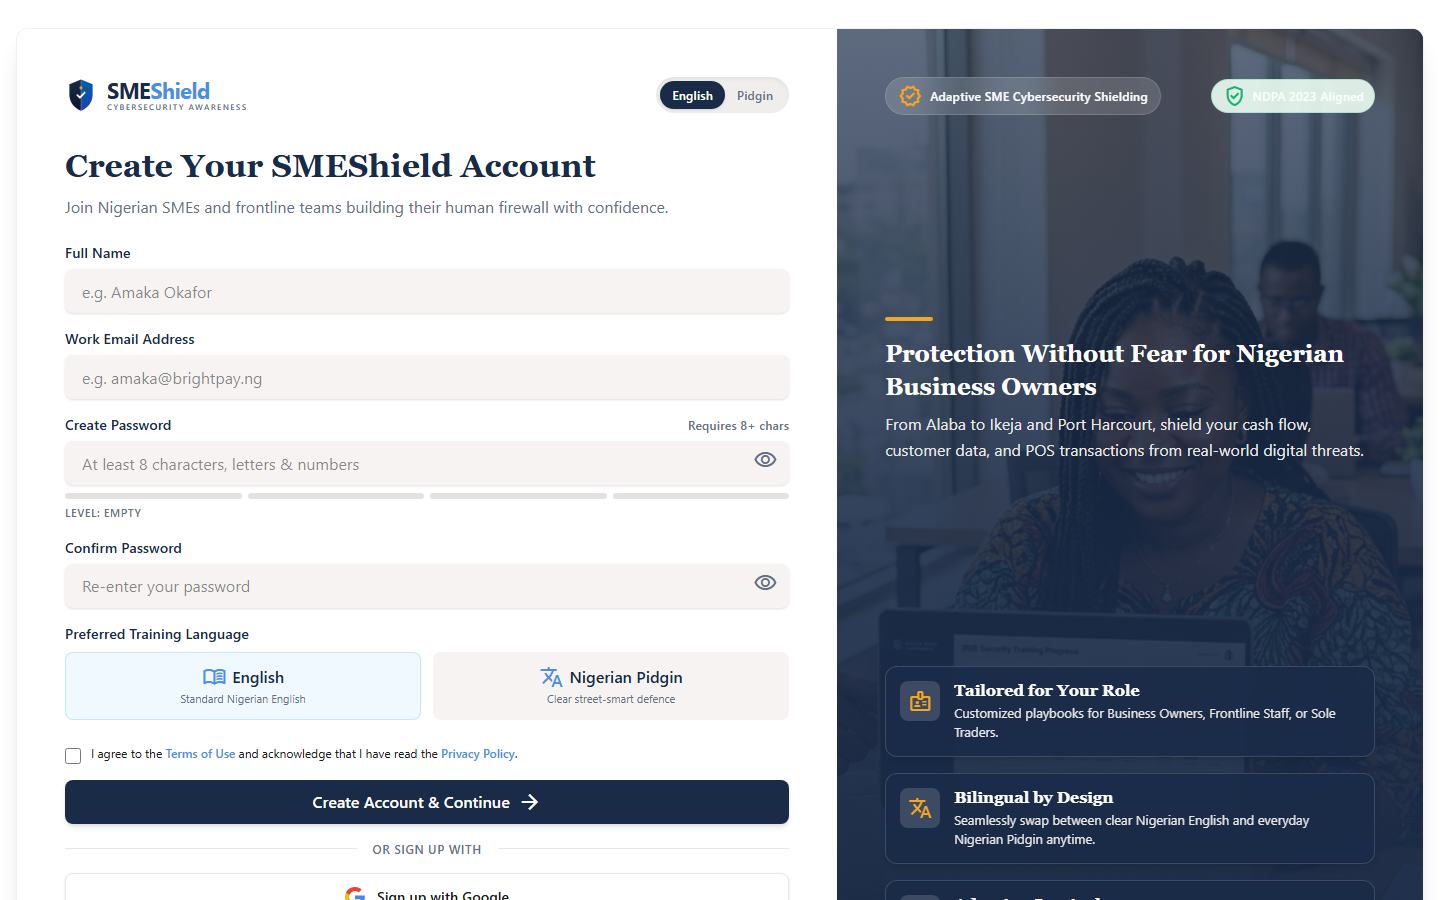 SMEShield
CYBERSECURITY AWARENESS
English
Pidgin
Create Your SMEShield Account
Join Nigerian SMEs and frontline teams building their human firewall with confidence.
Full Name
e.g. Amaka Okafor
Work Email Address
e.g. amaka@brightpay.ng
Create Password
Requires 8+ chars
At least 8 characters, letters & numbers
LEVEL: EMPTY
Confirm Password
Re-enter your password
Preferred Training Language
English
Standard Nigerian English
Nigerian Pidgin
Clear street-smart defence
I agree to the Terms of Use and acknowledge that I have read the Privacy Policy.
Create Account & Continue
OR SIGN UP WITH
Sign up with Google
Adaptive SME Cybersecurity Shielding
NDPA 2023 Aligned
Protection Without Fear for Nigerian
Business Owners
From Alaba to Ikeja and Port Harcourt, shield your cash flow,
customer data, and POS transactions from real-world digital threats.
Tailored for Your Role
Customized playbooks for Business Owners, Frontline Staff, or Sole
Traders.
Bilingual by Design
Seamlessly swap between clear Nigerian English and everyday
Nigerian Pidgin anytime.